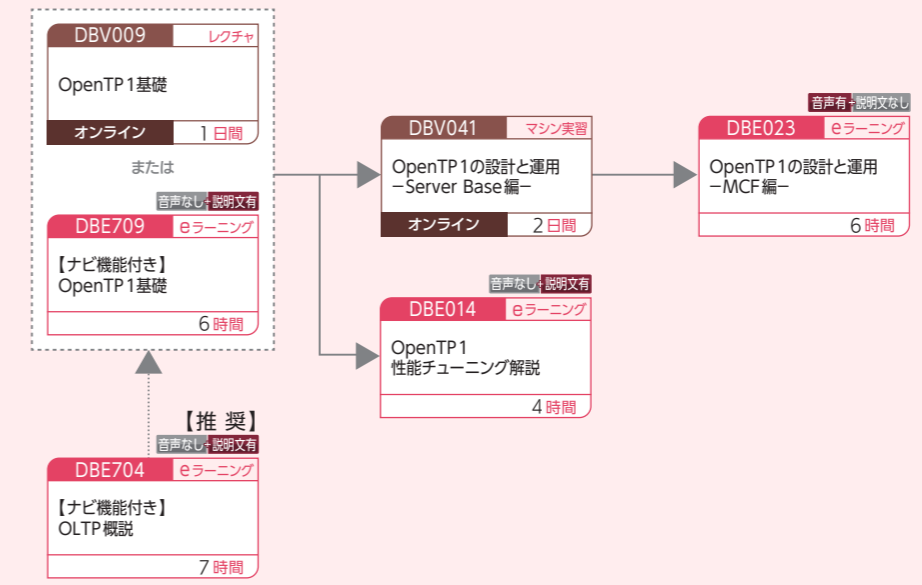 DBV009 レクチャ
OpenTP1基礎
オンライン 1日間
または
音声なし+説明文有
DBE709 eラーニング
【ナビ機能付き】
OpenTP1基礎
6時間
【推 奨】
音声なし+説明文有
DBE704 eラーニング
【ナビ機能付き】
OLTP概説
7時間
DBV041 マシン実習
OpenTP1の設計と運用
−Server Base編−
オンライン 2日間
音声なし+説明文有
DBE014 eラーニング
OpenTP1
性能チューニング解説
4時間
音声有+説明文なし
DBE023 eラーニング
OpenTP1の設計と運用
−MCF編−
6時間